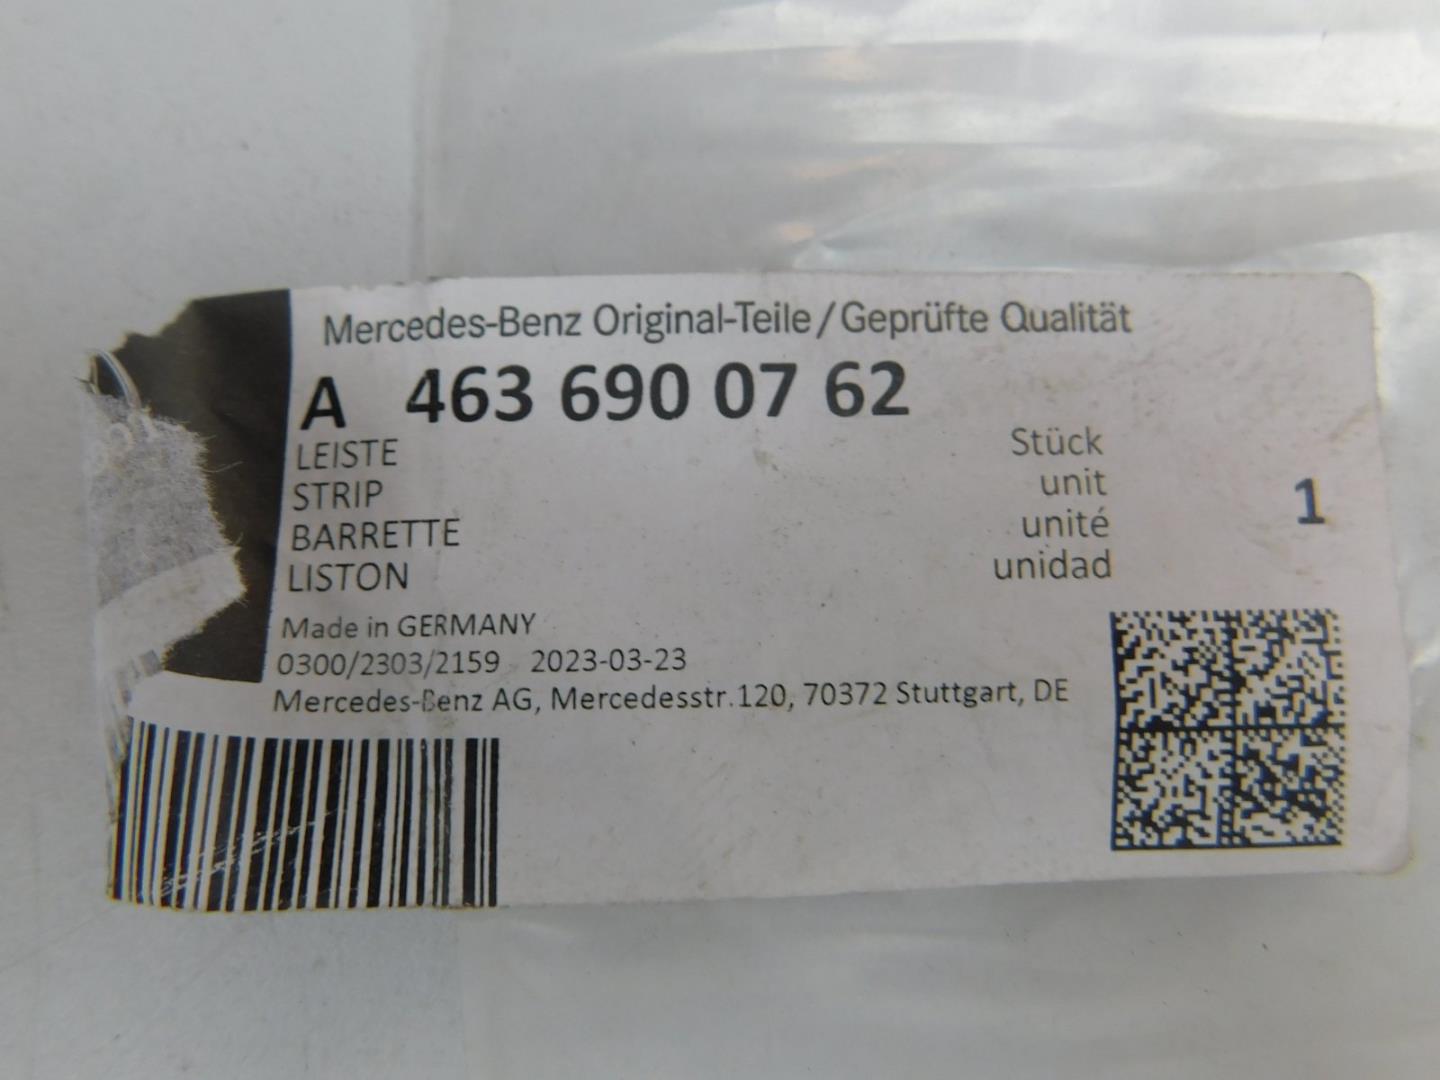 Mercedes-Benz Original-Teile/Geprüfte Qualität
A 463 690 07 62
LEISTE
STRIP
BARRETTE
LISTON
Stück
unit
unité
unidad
1
Made in GERMANY
0300/2303/2159 2023-03-23
Mercedes-Benz AG, Mercedesstr.120, 70372 Stuttgart, DE